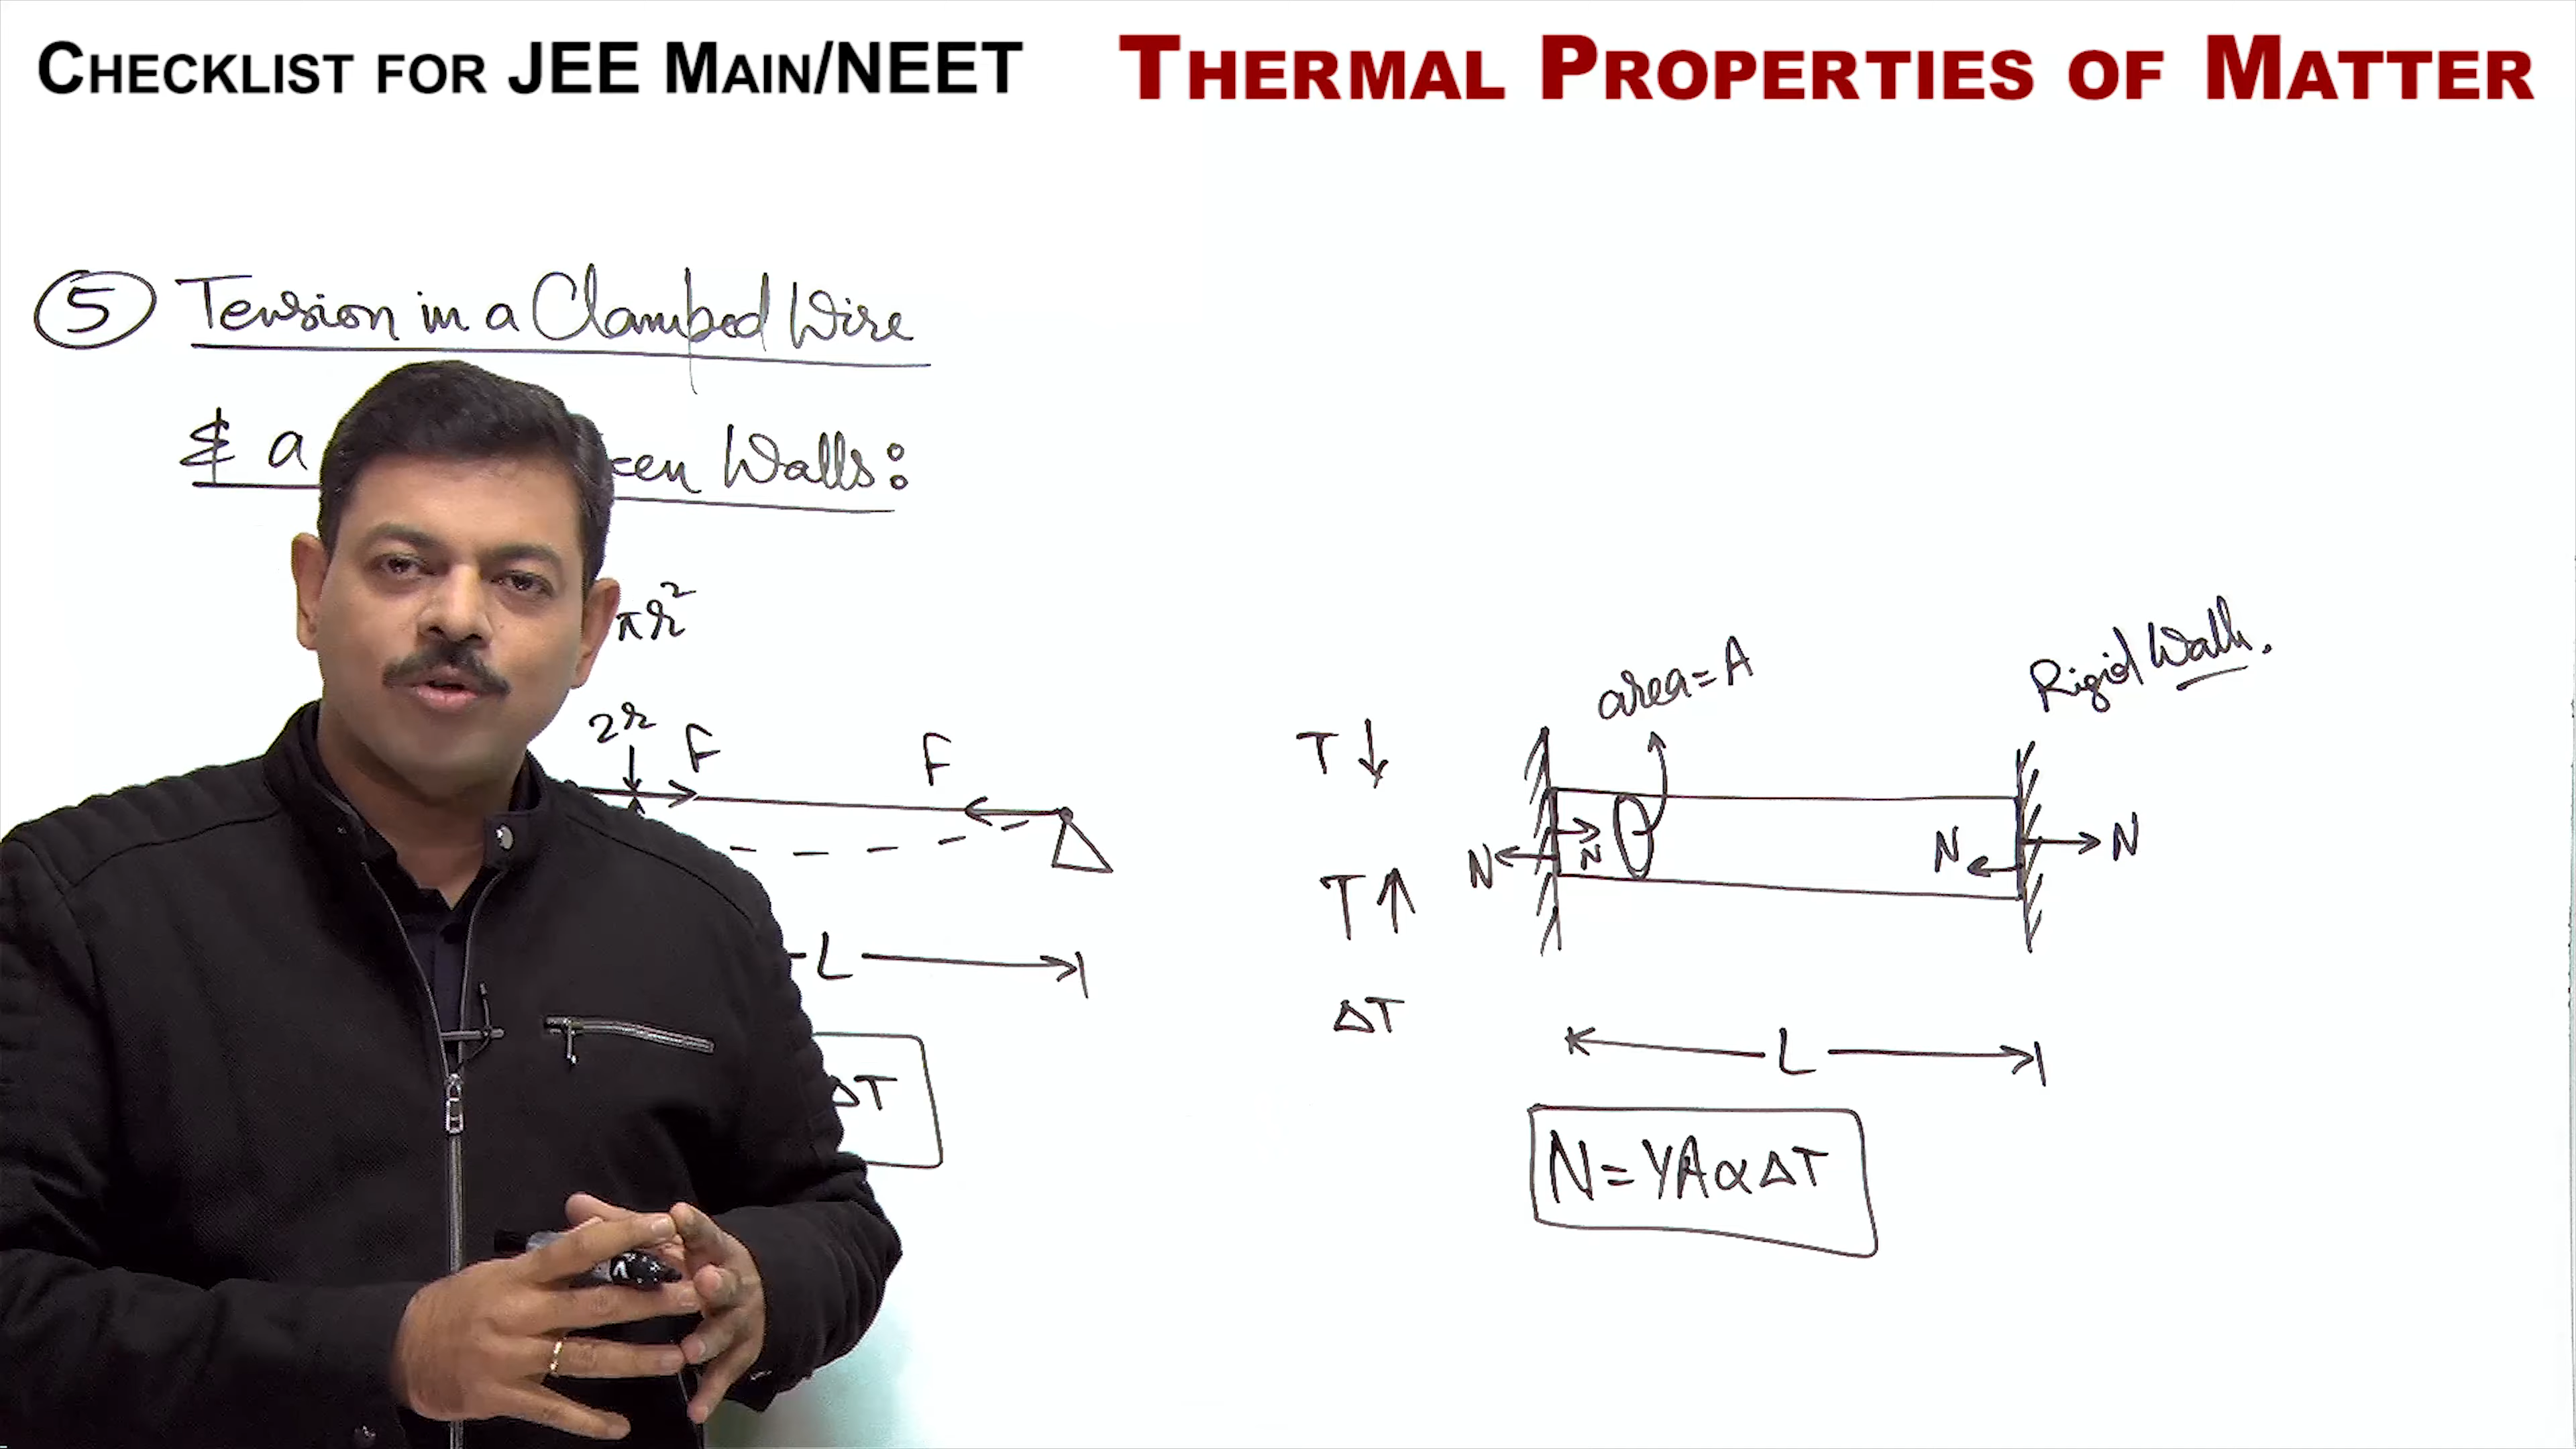 CHECKLIST FOR JEE MAIN/NEET THERMAL PROPERTIES OF MATTER
5 Tension in a Clamped Wire
& a Walls:
πr²
2r
F
F
L
ΔT
T ↓
T ↑
ΔT
area = A
Rigid Walls.
N
N
N
N
L
N = YAαΔT